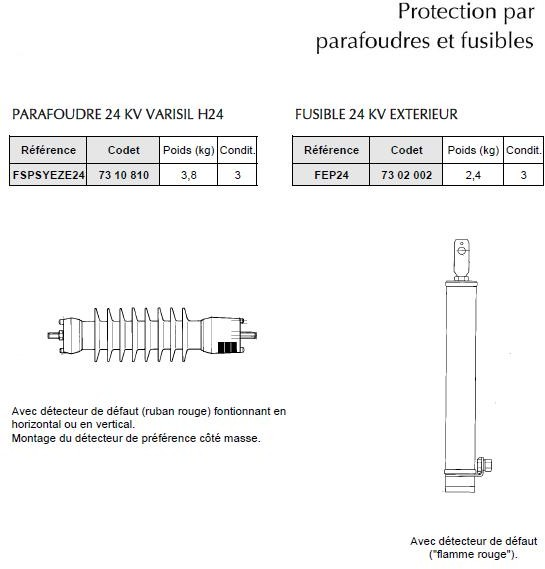 Protection par
parafoudres et fusibles
PARAFOUDRE 24 KV VARISIL H24
Référence Codet Poids (kg) Condit.
FSPSYEZE24 73 10 810 3,8 3
FUSIBLE 24 KV EXTERIEUR
Référence Codet Poids (kg) Condit.
FEP24 73 02 002 2,4 3
Avec détecteur de défaut (ruban rouge) fontionnant en
horizontal ou en vertical.
Montage du détecteur de préférence côté masse.
Avec détecteur de défaut
("flamme rouge").